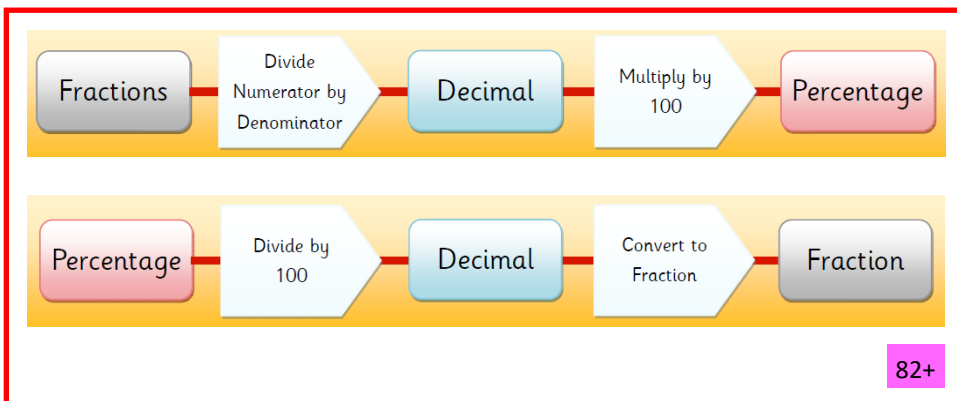 Fractions
Divide
Numerator by
Denominator
Decimal
Multiply by
100
Percentage
Percentage
Divide by
100
Decimal
Convert to
Fraction
Fraction
82+